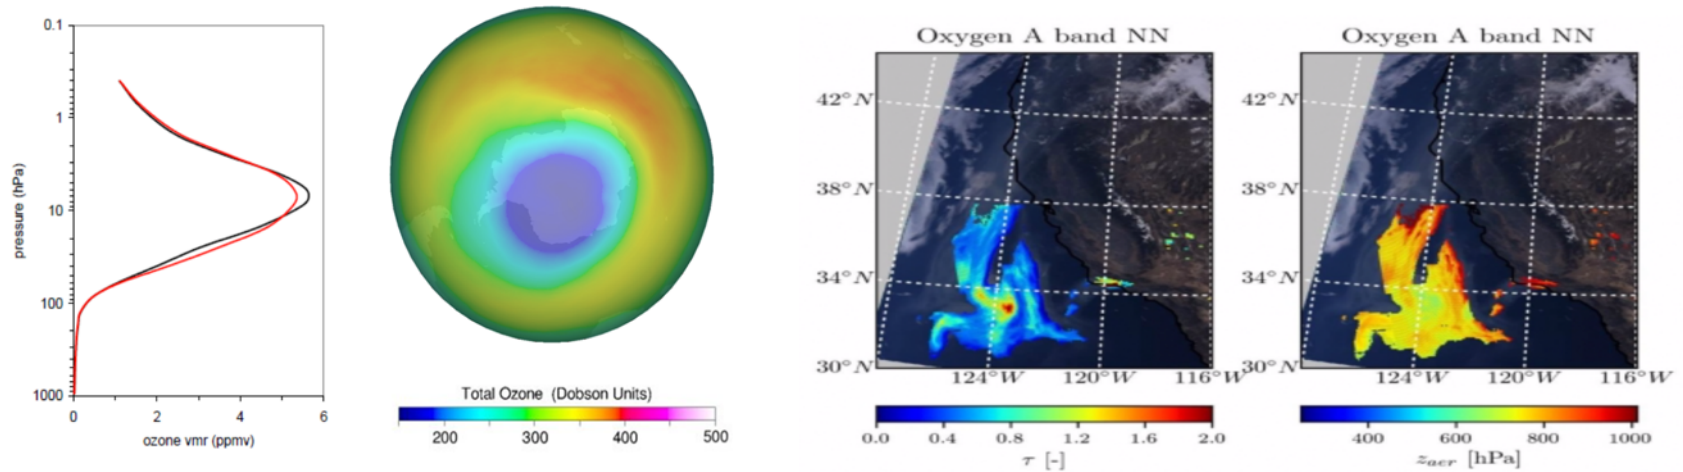 0.1
1
10
100
1000
pressure (hPa)
0 2 4 6
ozone vmr (ppmv)
Total Ozone (Dobson Units)
200 300 400 500
Oxygen A band NN
42°N
38°N
34°N
30°N
124°W 120°W 116°W
0.0 0.4 0.8 1.2 1.6 2.0
τ [-]
Oxygen A band NN
42°N
38°N
34°N
30°N
124°W 120°W 116°W
400 600 800 1000
z_aer [hPa]